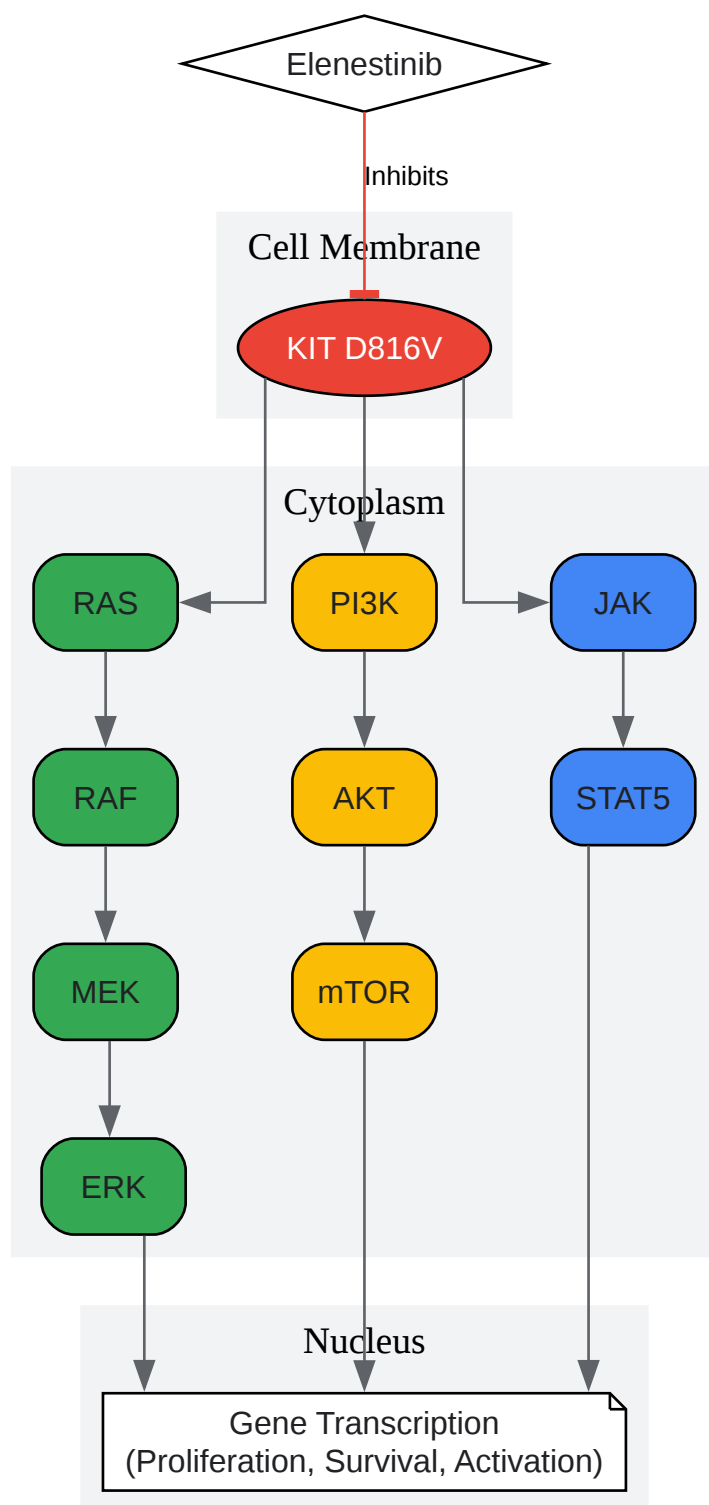 Elenestinib
Inhibits
Cell Membrane
KIT D816V
Cytoplasm
RAS
PI3K
JAK
RAF
AKT
STAT5
MEK
mTOR
ERK
Nucleus
Gene Transcription
(Proliferation, Survival, Activation)